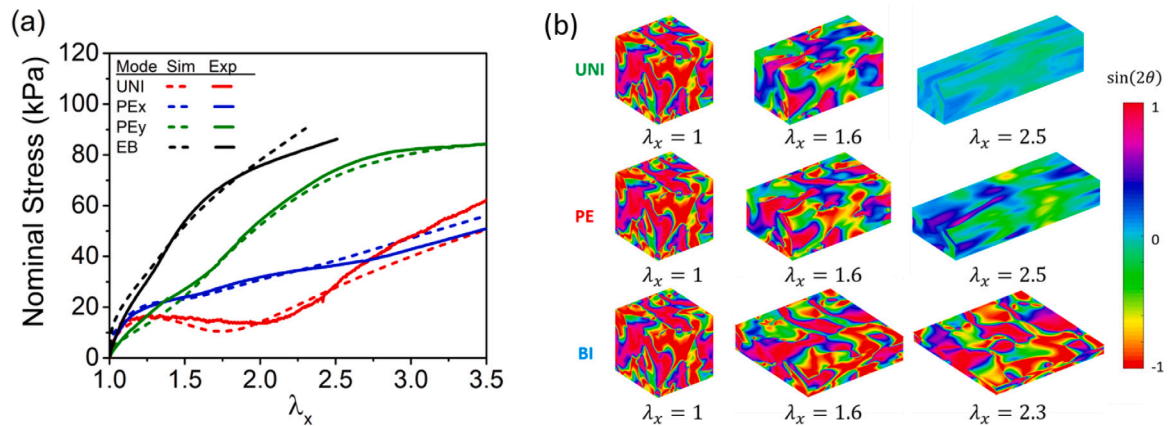 (a)
120
100
80
60
40
20
0
Nominal Stress (kPa)
Mode Sim Exp
UNI
PEx
PEy
EB
1.0 1.5 2.0 2.5 3.0 3.5
λx
(b)
UNI
λx = 1 λx = 1.6 λx = 2.5
PE
λx = 1 λx = 1.6 λx = 2.5
BI
λx = 1 λx = 1.6 λx = 2.3
sin(2θ)
1
0
-1